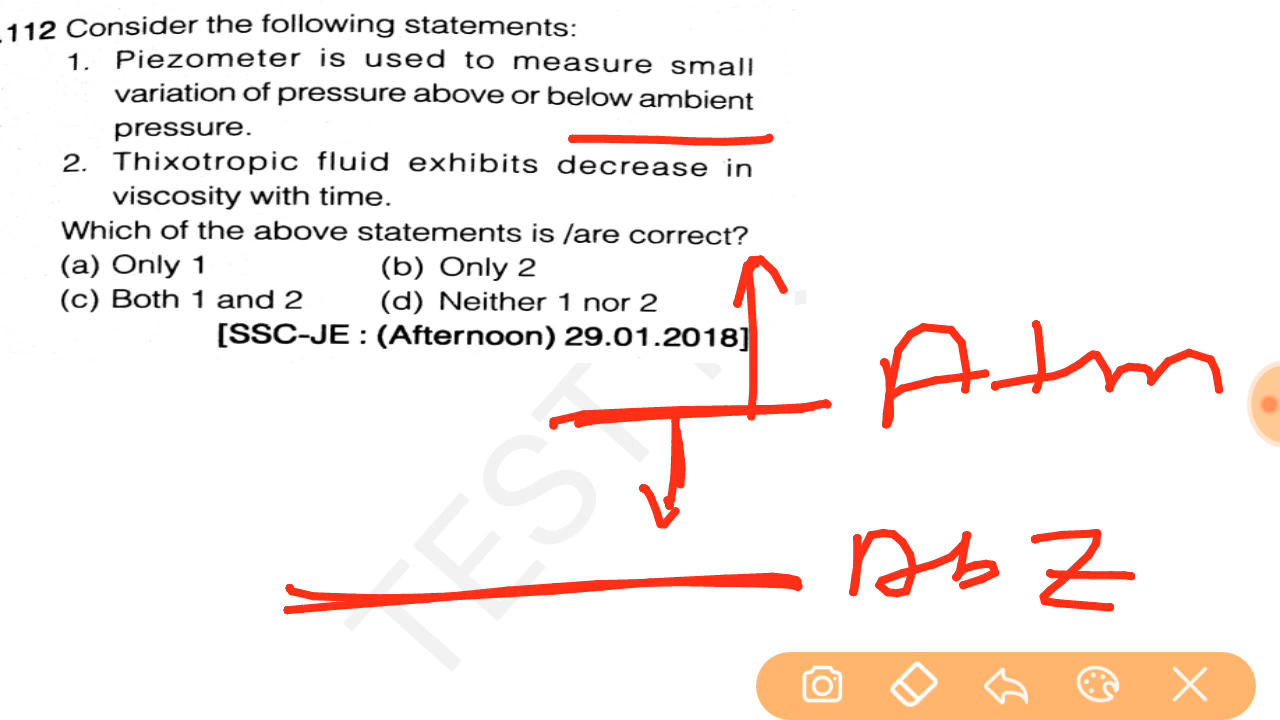 .112 Consider the following statements:
1. Piezometer is used to measure small
variation of pressure above or below ambient
pressure.
2. Thixotropic fluid exhibits decrease in
viscosity with time.
Which of the above statements is /are correct?
(a) Only 1 (b) Only 2
(c) Both 1 and 2 (d) Neither 1 nor 2
[SSC-JE : (Afternoon) 29.01.2018]
Atm
TEST
Ab Z